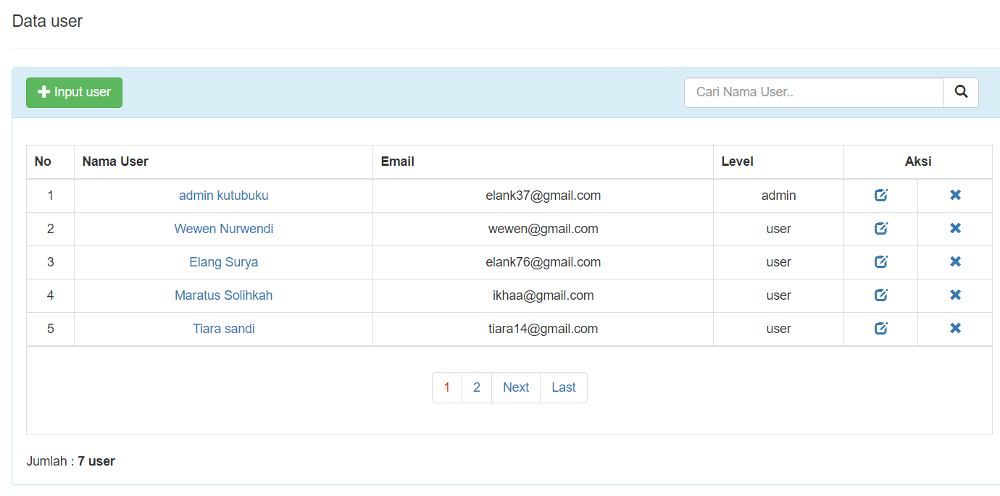 Data user
Input user
Cari Nama User..
No Nama User Email Level Aksi
1 admin kutubuku elank37@gmail.com admin
2 Wewen Nurwendi wewen@gmail.com user
3 Elang Surya elank76@gmail.com user
4 Maratus Solihkah ikhaa@gmail.com user
5 Tiara sandi tiara14@gmail.com user
1 2 Next Last
Jumlah : 7 user